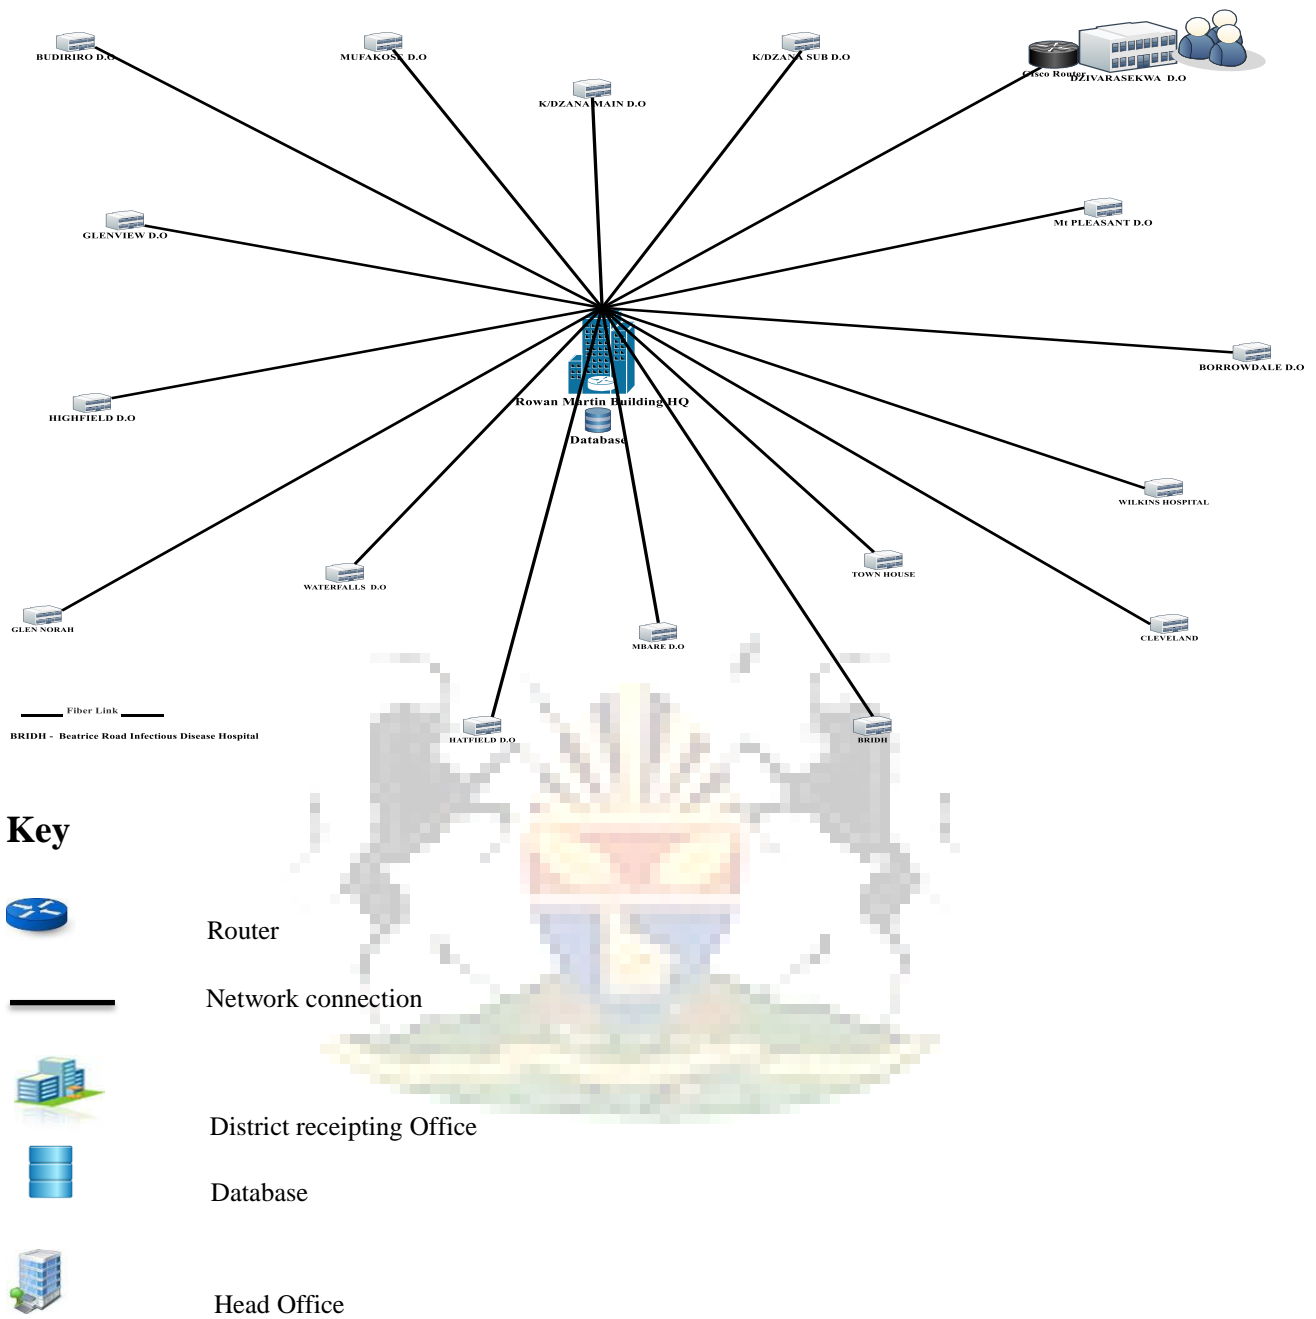 BUDIRIRO D.O
MUFAKOSE D.O
K/DZANA SUB D.O
Cisco Router
DZIVARASEKWA D.O
K/DZANA MAIN D.O
GLENVIEW D.O
Mt PLEASANT D.O
BORROWDALE D.O
Rowan Martin Building HQ
HIGHFIELD D.O
Database
WILKINS HOSPITAL
TOWN HOUSE
WATERFALLS D.O
GLEN NORAH
CLEVELAND
MBARE D.O
Fiber Link
BRIDH - Beatrice Road Infectious Disease Hospital
HATFIELD D.O
BRIDH
Key
Router
Network connection
District receipting Office
Database
Head Office